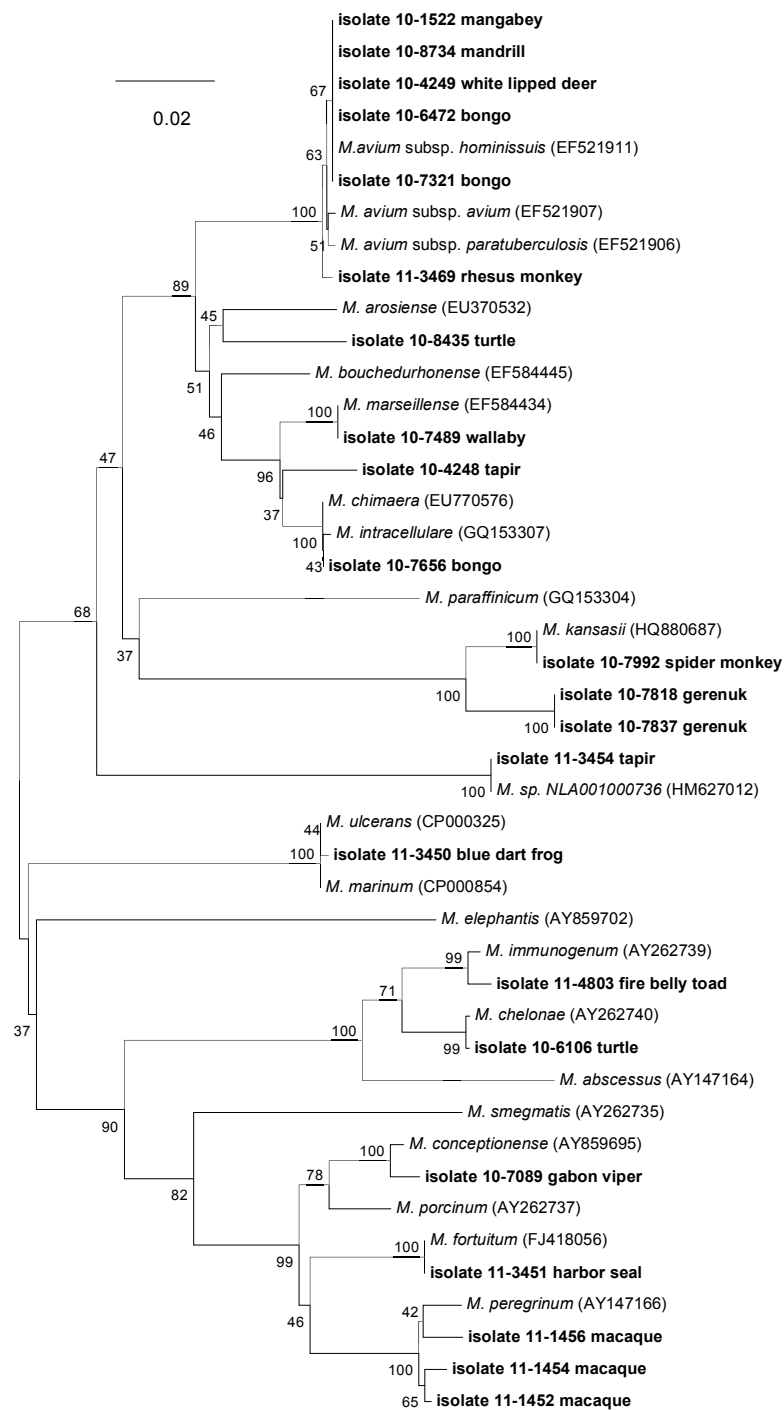 isolate 10-1522 mangabey
isolate 10-8734 mandrill
isolate 10-4249 white lipped deer
0.02
67
isolate 10-6472 bongo
63
M.avium subsp. hominissuis (EF521911)
isolate 10-7321 bongo
100
M. avium subsp. avium (EF521907)
51
M. avium subsp. paratuberculosis (EF521906)
isolate 11-3469 rhesus monkey
89
45
M. arosiense (EU370532)
isolate 10-8435 turtle
51
M. bouchedurhonense (EF584445)
46
100
M. marseillense (EF584434)
isolate 10-7489 wallaby
47
96
isolate 10-4248 tapir
37
M. chimaera (EU770576)
100
M. intracellulare (GQ153307)
43
isolate 10-7656 bongo
68
M. paraffinicum (GQ153304)
37
100
M. kansasii (HQ880687)
isolate 10-7992 spider monkey
100
isolate 10-7818 gerenuk
100
isolate 10-7837 gerenuk
isolate 11-3454 tapir
100
M. sp. NLA001000736 (HM627012)
44
M. ulcerans (CP000325)
100
isolate 11-3450 blue dart frog
M. marinum (CP000854)
M. elephantis (AY859702)
37
99
M. immunogenum (AY262739)
isolate 11-4803 fire belly toad
71
M. chelonae (AY262740)
100
99
isolate 10-6106 turtle
M. abscessus (AY147164)
90
M. smegmatis (AY262735)
100
M. conceptionense (AY859695)
82
78
isolate 10-7089 gabon viper
M. porcinum (AY262737)
99
100
M. fortuitum (FJ418056)
isolate 11-3451 harbor seal
46
42
M. peregrinum (AY147166)
isolate 11-1456 macaque
100
isolate 11-1454 macaque
65
isolate 11-1452 macaque